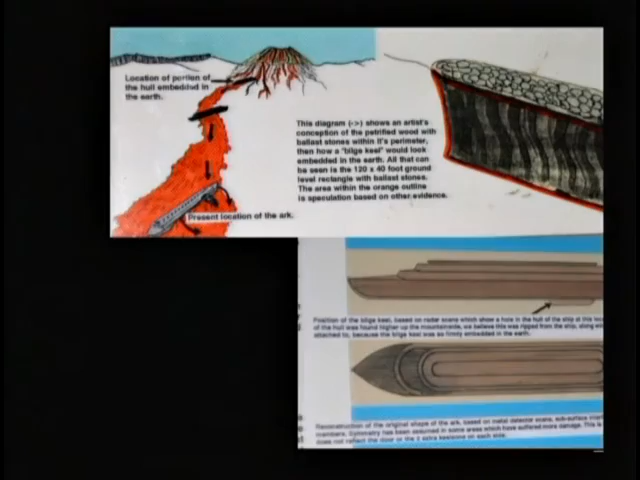 Location of portion of
the hull embedded in
the earth.
This diagram (->) shows an artist's
conception of the petrified wood with
ballast stones within it's perimeter,
then how a "bilge keel" would look
embedded in the earth. All that can
be seen is the 120 x 40 foot ground
level rectangle with ballast stones.
The area within the orange outline
is speculation based on other evidence.
Present location of the ark.
Position of the bilge keel, based on radar scans which show a hole in the hull of the ship at this loc
of the hull was found higher up the mountainside, we believe this was ripped from the ship, along
attached to, because the bilge keel was so firmly embedded in the earth.
Reconstruction of the original shape of the ark, based on metal detector scans, sub-surface
members. Symmetry has been assumed in some areas which have suffered more damage. This is
does not reflect the door or the 2 extra keelsons on each side.